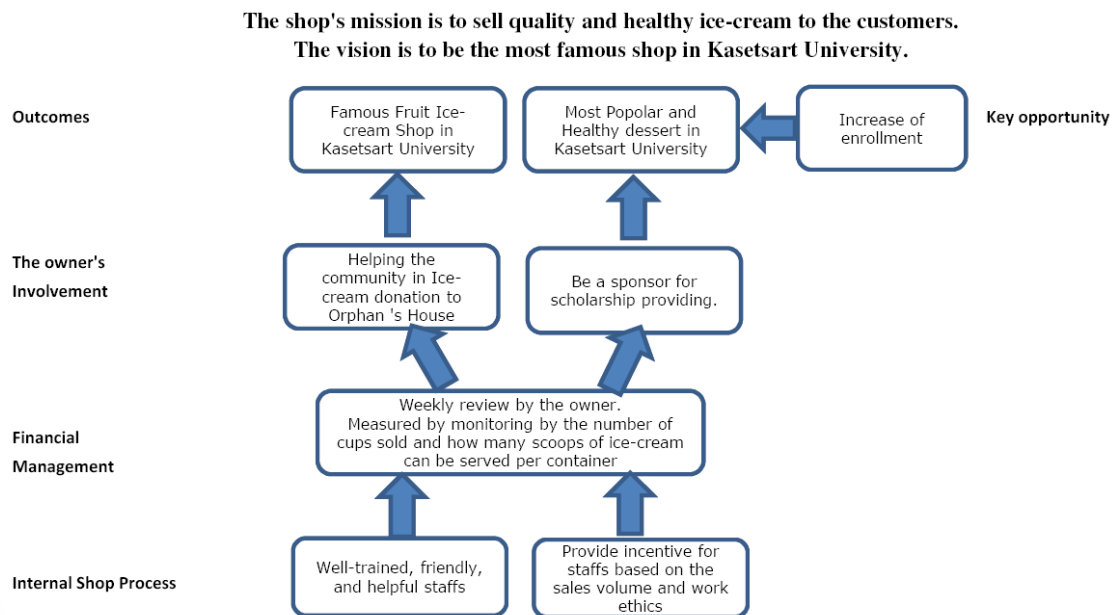 The shop's mission is to sell quality and healthy ice-cream to the customers.
The vision is to be the most famous shop in Kasetsart University.
Outcomes
Famous Fruit Ice-
cream Shop in
Kasetsart University
Most Popolar and
Healthy dessert in
Kasetsart University
Increase of
enrollment
Key opportunity
The owner's
Involvement
Helping the
community in Ice-
cream donation to
Orphan 's House
Be a sponsor for
scholarship providing.
Financial
Management
Weekly review by the owner.
Measured by monitoring by the number of
cups sold and how many scoops of ice-cream
can be served per container
Internal Shop Process
Well-trained, friendly,
and helpful staffs
Provide incentive for
staffs based on the
sales volume and work
ethics